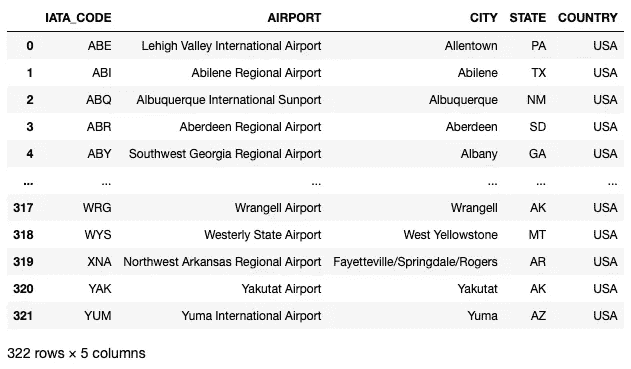 IATA_CODE AIRPORT CITY STATE COUNTRY
0 ABE Lehigh Valley International Airport Allentown PA USA
1 ABI Abilene Regional Airport Abilene TX USA
2 ABQ Albuquerque International Sunport Albuquerque NM USA
3 ABR Aberdeen Regional Airport Aberdeen SD USA
4 ABY Southwest Georgia Regional Airport Albany GA USA
... ... ... ... ... ...
317 WRG Wrangell Airport Wrangell AK USA
318 WYS Westerly State Airport West Yellowstone MT USA
319 XNA Northwest Arkansas Regional Airport Fayetteville/Springdale/Rogers AR USA
320 YAK Yakutat Airport Yakutat AK USA
321 YUM Yuma International Airport Yuma AZ USA
322 rows × 5 columns